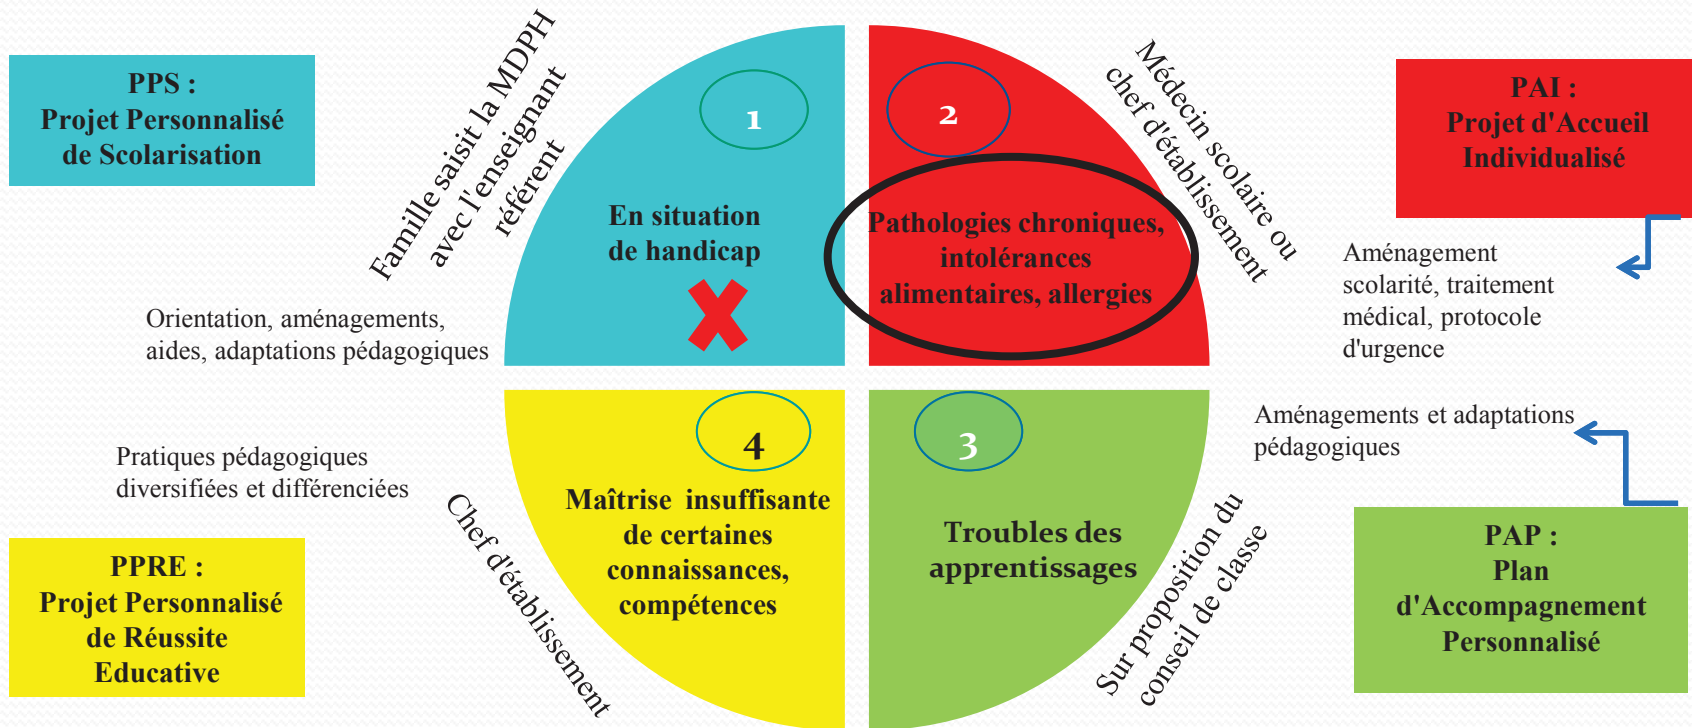 PPS :
Projet Personnalisé
de Scolarisation
Famille saisit la MDPH
avec l'enseignant
référent
1
En situation
de handicap
Orientation, aménagements,
aides, adaptations pédagogiques
2
Pathologies chroniques,
intolérances
alimentaires, allergies
Médecin scolaire ou
chef d'établissement
PAI :
Projet d'Accueil
Individualisé
Aménagement
scolarité, traitement
médical, protocole
d'urgence
Pratiques pédagogiques
diversifiées et différenciées
PPRE :
Projet Personnalisé
de Réussite
Educative
Chef d'établissement
4
Maîtrise insuffisante
de certaines
connaissances,
compétences
3
Troubles des
apprentissages
Sur proposition du
conseil de classe
Aménagements et adaptations
pédagogiques
PAP :
Plan
d'Accompagnement
Personnalisé